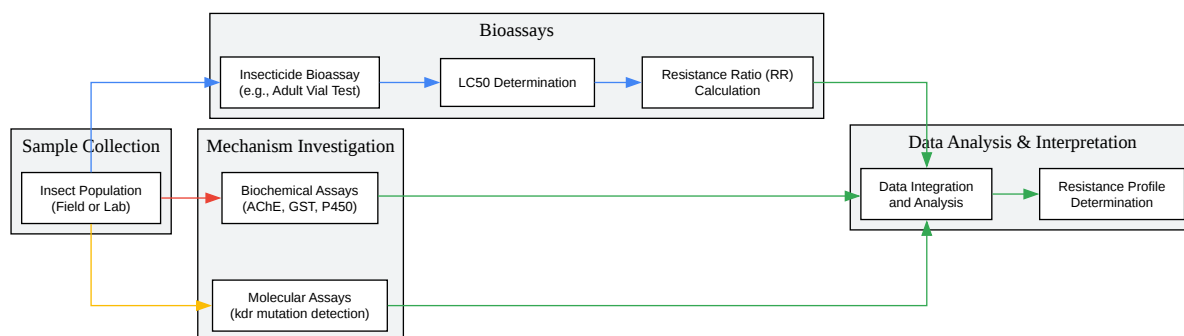 Bioassays
Insecticide Bioassay
(e.g., Adult Vial Test)
LC50 Determination
Resistance Ratio (RR)
Calculation
Sample Collection
Insect Population
(Field or Lab)
Mechanism Investigation
Biochemical Assays
(AChE, GST, P450)
Molecular Assays
(kdr mutation detection)
Data Analysis & Interpretation
Data Integration
and Analysis
Resistance Profile
Determination